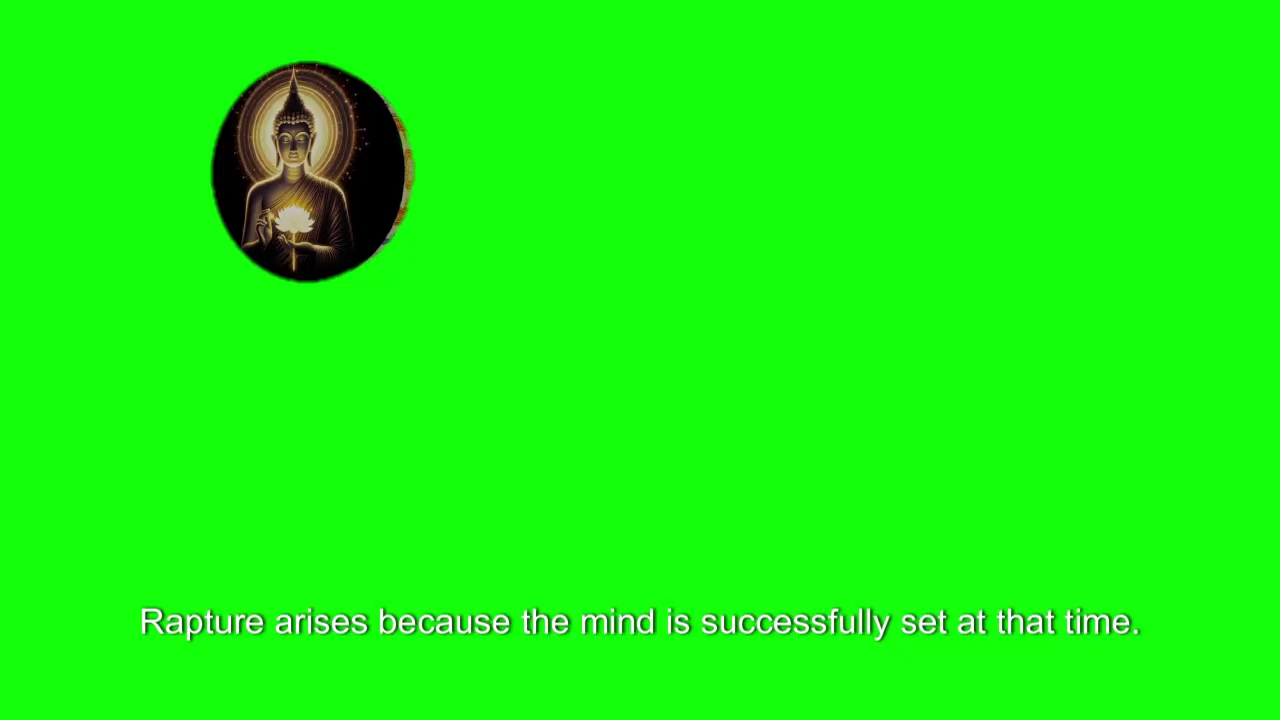 Rapture arises because the mind is successfully set at that time.